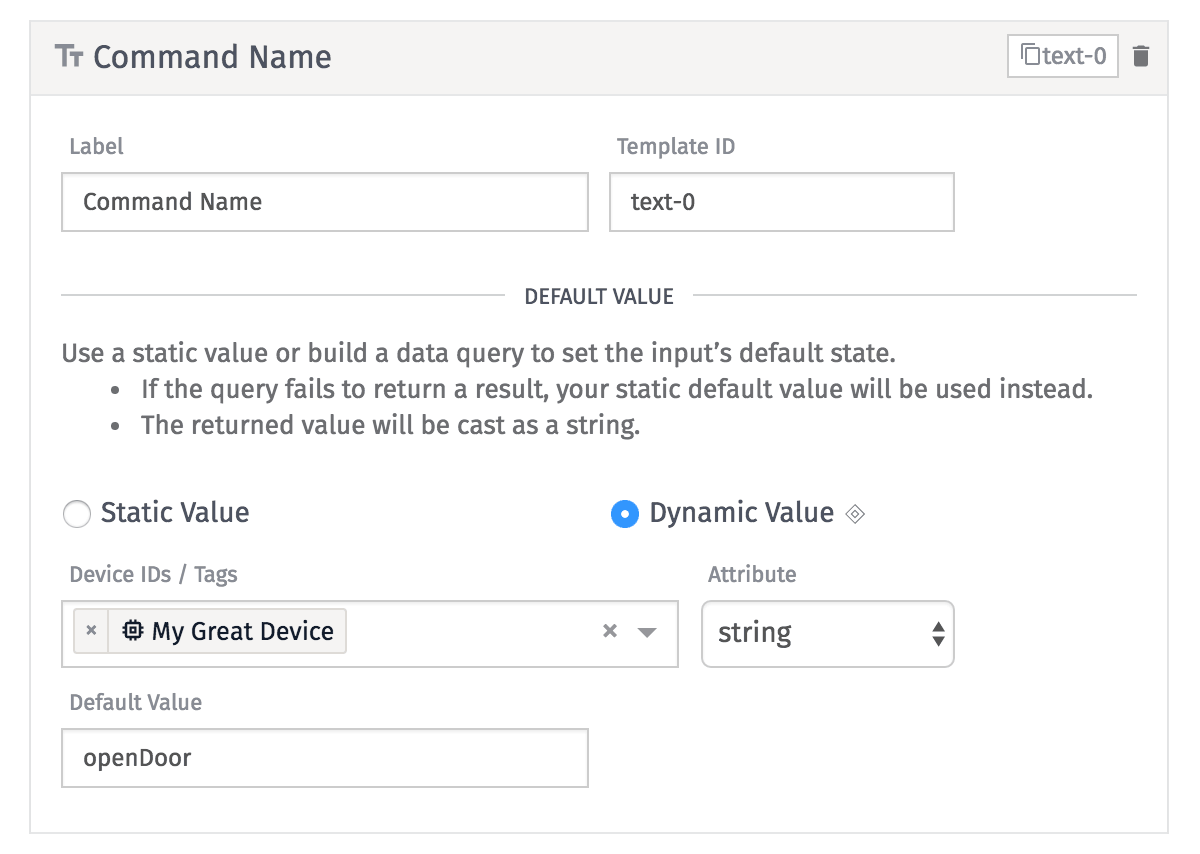 Command Name
text-0
Label
Template ID
Command Name
text-0
DEFAULT VALUE
Use a static value or build a data query to set the input’s default state.
• If the query fails to return a result, your static default value will be used instead.
• The returned value will be cast as a string.
Static Value
Dynamic Value
Device IDs / Tags
Attribute
× My Great Device ×
string
Default Value
openDoor